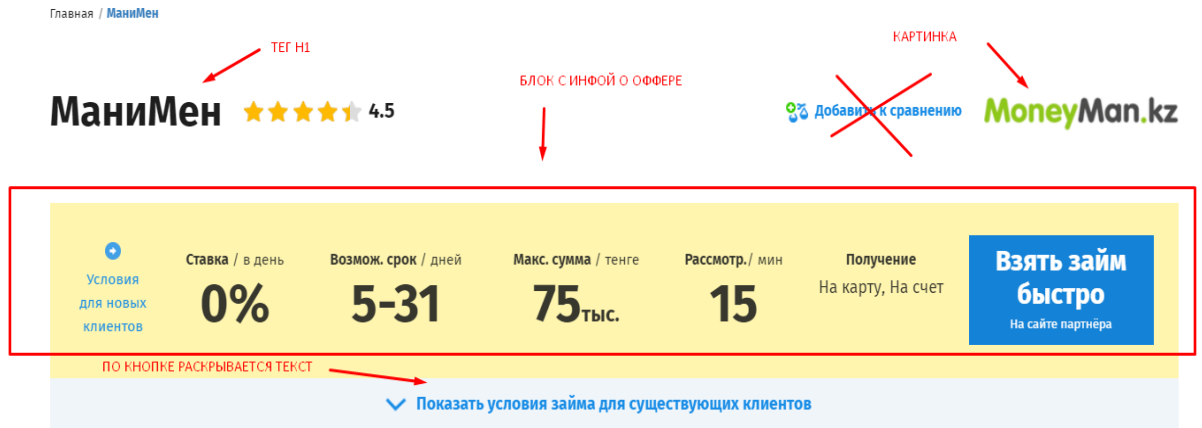 Главная / МаниМен
ТЕГ H1
КАРТИНКА
БЛОК С ИНФОЙ О ОФФЕРЕ
МаниМен 4.5 Добавить к сравнению MoneyMan.kz
Ставка / в день Возмож. срок / дней Макс. сумма / тенге Рассмотр./ мин Получение
Условия
для новых
клиентов
0% 5-31 75тыс. 15 На карту, На счет
Взять займ
быстро
На сайте партнёра
ПО КНОПКЕ РАСКРЫВАЕТСЯ ТЕКСТ
Показать условия займа для существующих клиентов